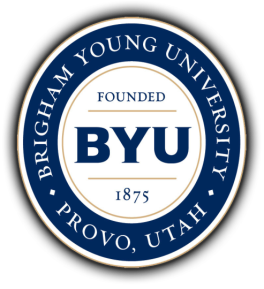 BRIGHAM YOUNG UNIVERSITY
FOUNDED
BYU
1875
PROVO, UTAH